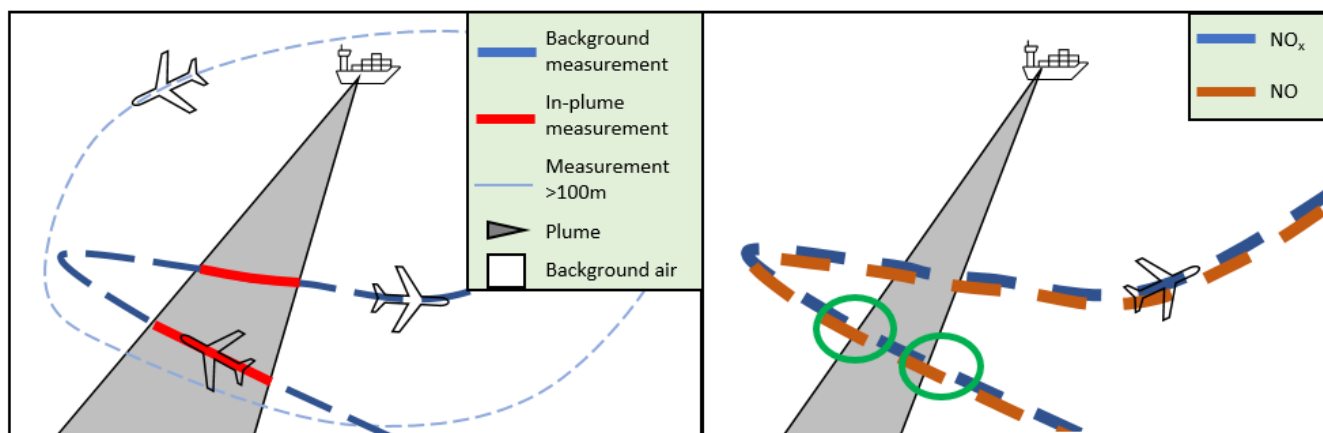 Background
measurement
In-plume
measurement
Measurement
>100m
Plume
Background air
NOₓ
NO